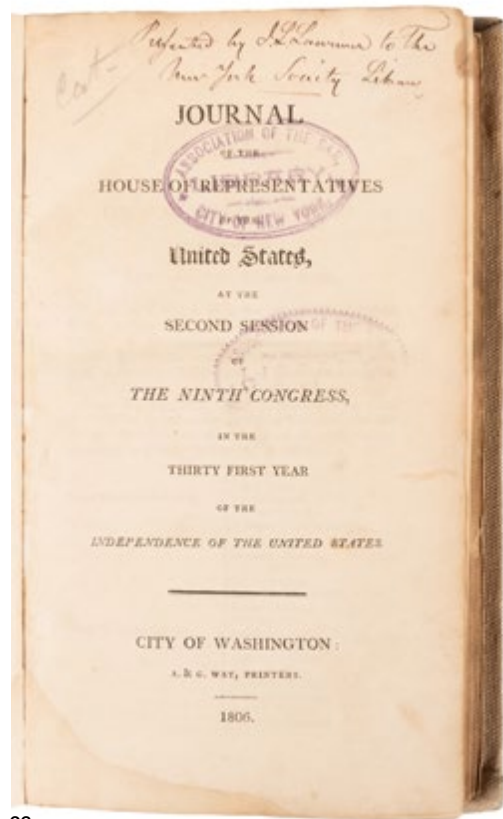 Presented by J L Lawrence to The
New York Society Library
JOURNAL
OF THE
HOUSE OF REPRESENTATIVES
OF THE
United States,
AT THE
SECOND SESSION
OF
THE NINTH CONGRESS,
IN THE
THIRTY FIRST YEAR
OF THE
INDEPENDENCE OF THE UNITED STATES
CITY OF WASHINGTON:
A. & G. WAY, PRINTERS.
1806.
ASSOCIATION OF THE BAR,
LIBRARY
CITY OF NEW YORK
OF THE